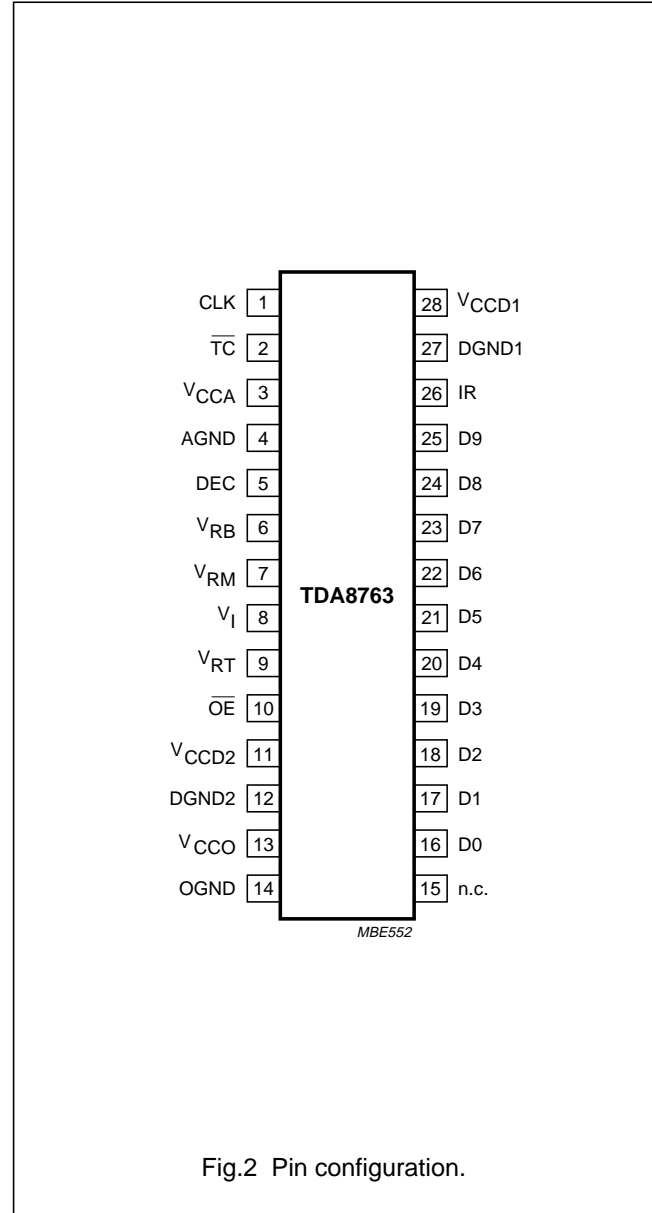 CLK 1 28 VCCD1
TC 2 27 DGND1
VCCA 3 26 IR
AGND 4 25 D9
DEC 5 24 D8
VRB 6 23 D7
VRM 7 22 D6
TDA8763
VI 8 21 D5
VRT 9 20 D4
OE 10 19 D3
VCCD2 11 18 D2
DGND2 12 17 D1
VCCO 13 16 D0
OGND 14 15 n.c.
MBE552
Fig.2 Pin configuration.